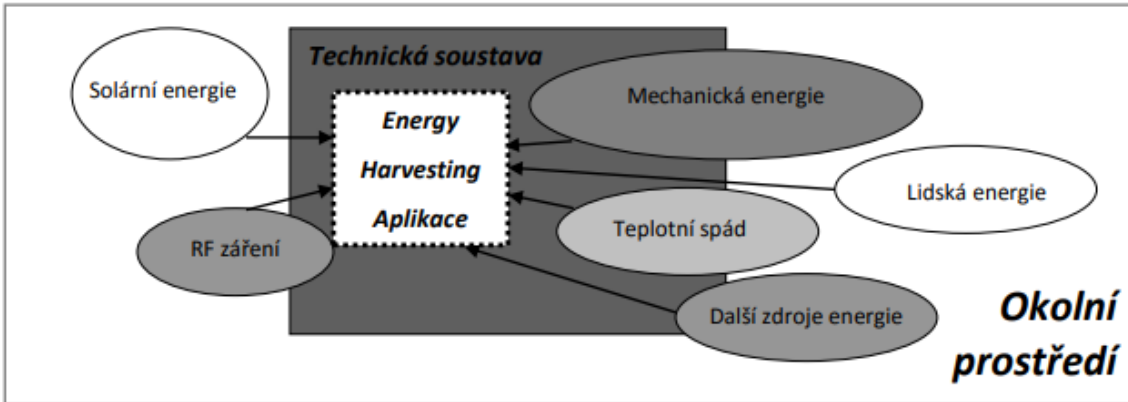 Technická soustava
Solární energie
Mechanická energie
Energy
Harvesting
Aplikace
Lidská energie
Teplotní spád
RF záření
Další zdroje energie
Okolní
prostředí